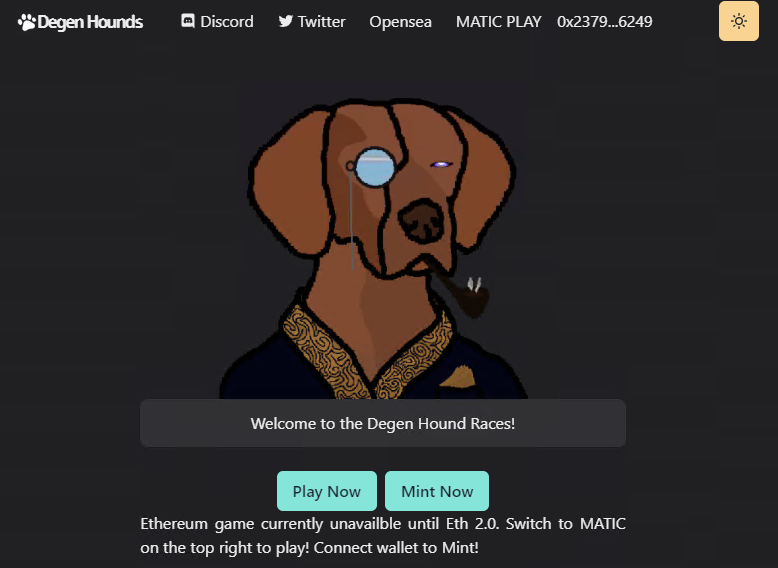 Degen Hounds Discord Twitter Opensea MATIC PLAY 0x2379...6249
Welcome to the Degen Hound Races!
Play Now Mint Now
Ethereum game currently unavailble until Eth 2.0. Switch to MATIC
on the top right to play! Connect wallet to Mint!